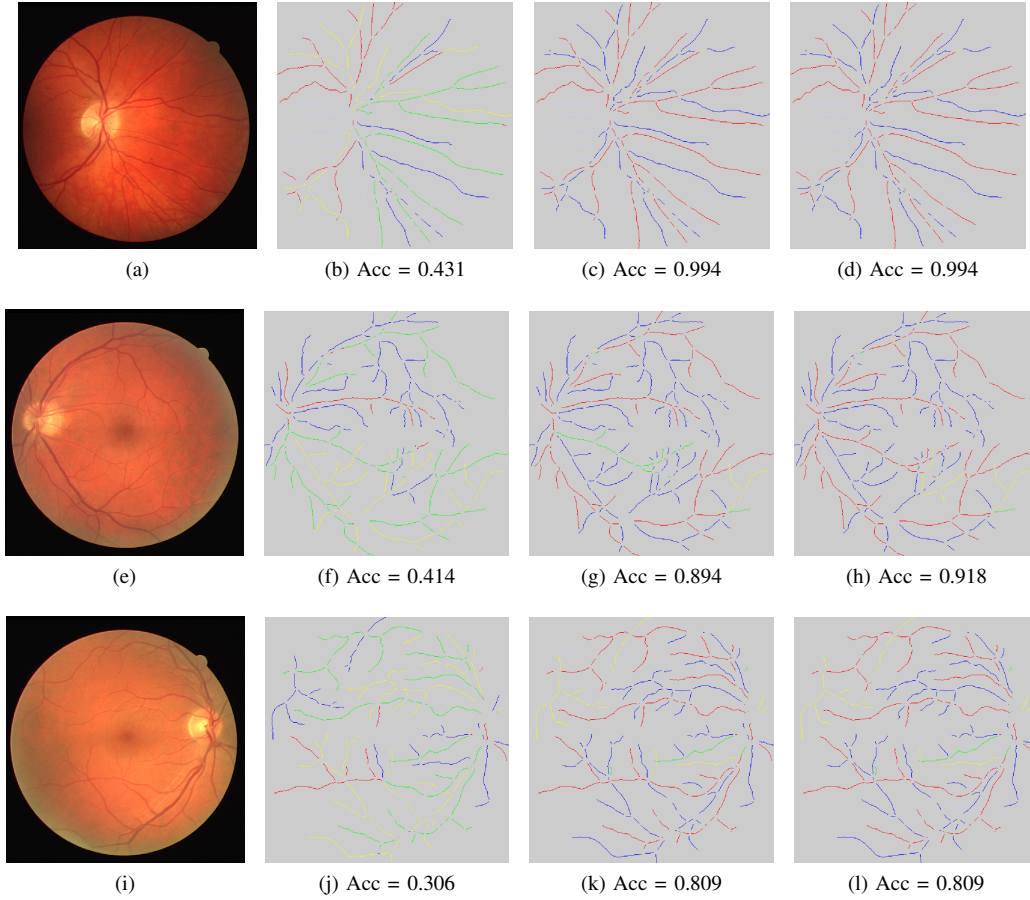 (a)
(b) Acc = 0.431
(c) Acc = 0.994
(d) Acc = 0.994
(e)
(f) Acc = 0.414
(g) Acc = 0.894
(h) Acc = 0.918
(i)
(j) Acc = 0.306
(k) Acc = 0.809
(l) Acc = 0.809